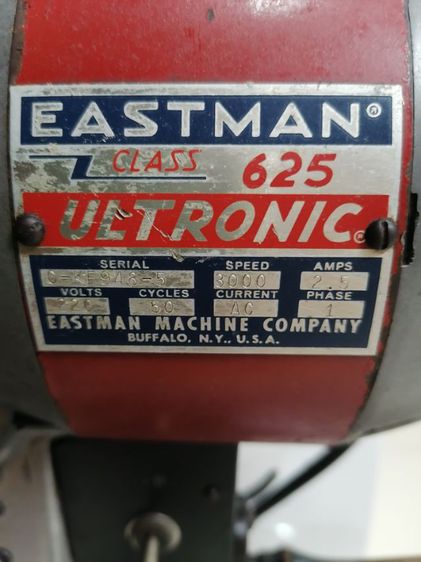 EASTMAN®
CLASS 625
ULTRONIC®
SERIAL SPEED AMPS
3000 2.5
VOLTS CYCLES CURRENT PHASE
220 50 AC 1
EASTMAN MACHINE COMPANY
BUFFALO, N.Y., U.S.A.